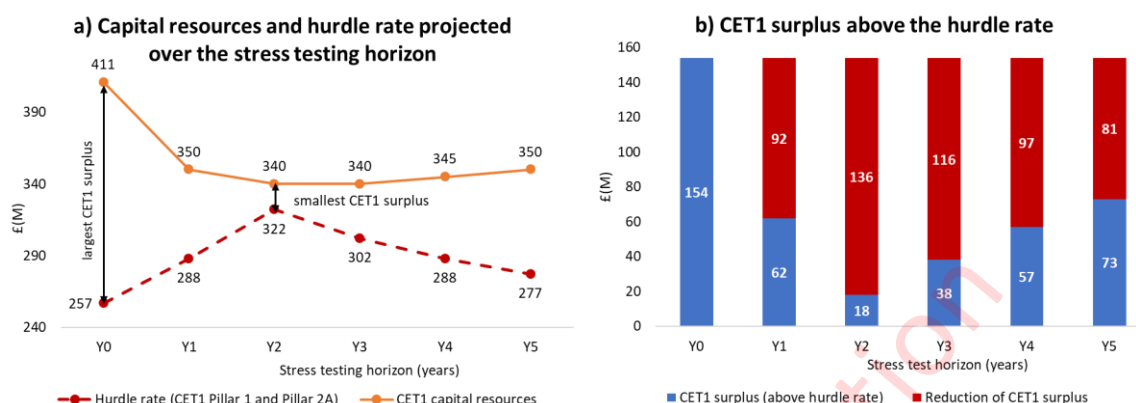 a) Capital resources and hurdle rate projected
over the stress testing horizon
411
390
350
340
340
345
350
340
£(M)
largest CET1 surplus
smallest CET1 surplus
322
302
290
288
288
277
257
240
Y0 Y1 Y2 Y3 Y4 Y5
Stress testing horizon (years)
Hurdle rate (CET1 Pillar 1 and Pillar 2A) CET1 capital resources
b) CET1 surplus above the hurdle rate
160
140
120
100
80
60
40
20
0
£(M)
92
136
116
97
81
154
62
18
38
57
73
Y0 Y1 Y2 Y3 Y4 Y5
Stress test horizon (years)
CET1 surplus (above hurdle rate) Reduction of CET1 surplus